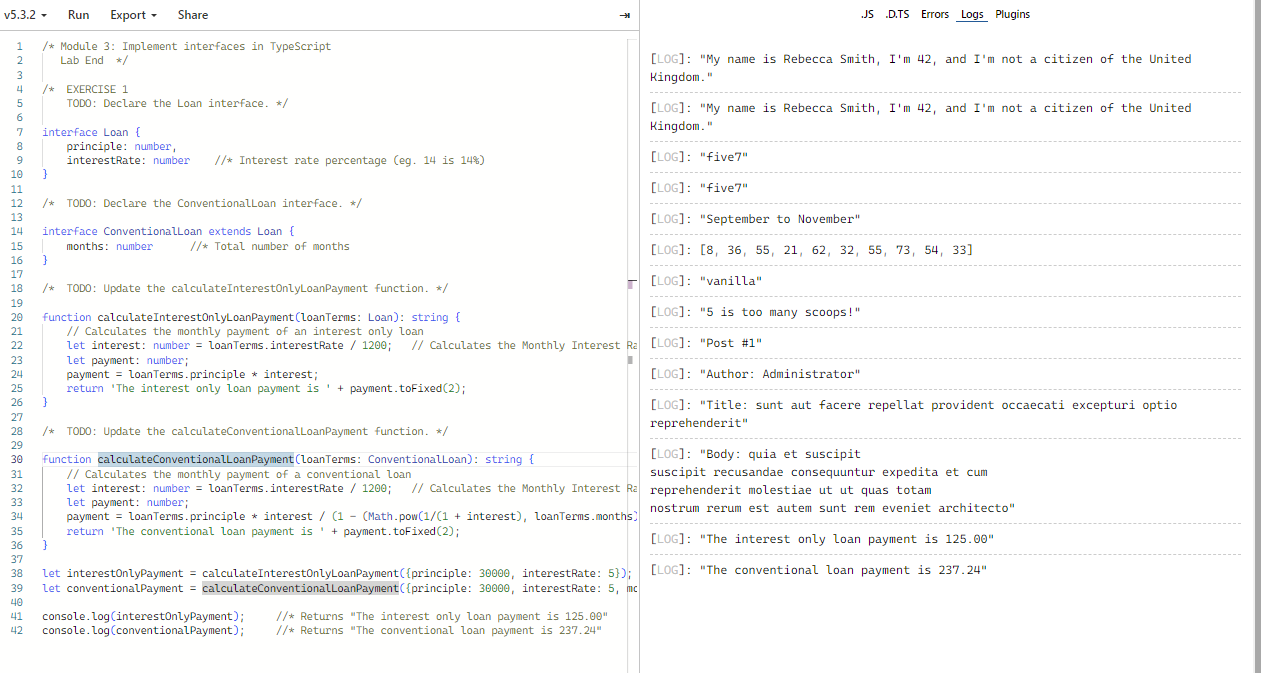 v5.3.2 Run Export Share
.JS .D.TS Errors Logs Plugins
1 /* Module 3: Implement interfaces in TypeScript
2 Lab End */
3
4 /* EXERCISE 1
5 TODO: Declare the Loan interface. */
6
7 interface Loan {
8 principle: number,
9 interestRate: number //* Interest rate percentage (eg. 14 is 14%)
10 }
11
12 /* TODO: Declare the ConventionalLoan interface. */
13
14 interface ConventionalLoan extends Loan {
15 months: number //* Total number of months
16 }
17
18 /* TODO: Update the calculateInterestOnlyLoanPayment function. */
19
20 function calculateInterestOnlyLoanPayment(loanTerms: Loan): string {
21 // Calculates the monthly payment of an interest only loan
22 let interest: number = loanTerms.interestRate / 1200; // Calculates the Monthly Interest Ra
23 let payment: number;
24 payment = loanTerms.principle * interest;
25 return 'The interest only loan payment is ' + payment.toFixed(2);
26 }
27
28 /* TODO: Update the calculateConventionalLoanPayment function. */
29
30 function calculateConventionalLoanPayment(loanTerms: ConventionalLoan): string {
31 // Calculates the monthly payment of a conventional loan
32 let interest: number = loanTerms.interestRate / 1200; // Calculates the Monthly Interest Ra
33 let payment: number;
34 payment = loanTerms.principle * interest / (1 - (Math.pow(1/(1 + interest), loanTerms.months)
35 return 'The conventional loan payment is ' + payment.toFixed(2);
36 }
37
38 let interestOnlyPayment = calculateInterestOnlyLoanPayment({principle: 30000, interestRate: 5});
39 let conventionalPayment = calculateConventionalLoanPayment({principle: 30000, interestRate: 5, mo
40
41 console.log(interestOnlyPayment); //* Returns "The interest only loan payment is 125.00"
42 console.log(conventionalPayment); //* Returns "The conventional loan payment is 237.24"
[LOG]: "My name is Rebecca Smith, I'm 42, and I'm not a citizen of the United
Kingdom."
[LOG]: "My name is Rebecca Smith, I'm 42, and I'm not a citizen of the United
Kingdom."
[LOG]: "five7"
[LOG]: "five7"
[LOG]: "September to November"
[LOG]: [8, 36, 55, 21, 62, 32, 55, 73, 54, 33]
[LOG]: "vanilla"
[LOG]: "5 is too many scoops!"
[LOG]: "Post #1"
[LOG]: "Author: Administrator"
[LOG]: "Title: sunt aut facere repellat provident occaecati excepturi optio
reprehenderit"
[LOG]: "Body: quia et suscipit
suscipit recusandae consequuntur expedita et cum
reprehenderit molestiae ut ut quas totam
nostrum rerum est autem sunt rem eveniet architecto"
[LOG]: "The interest only loan payment is 125.00"
[LOG]: "The conventional loan payment is 237.24"